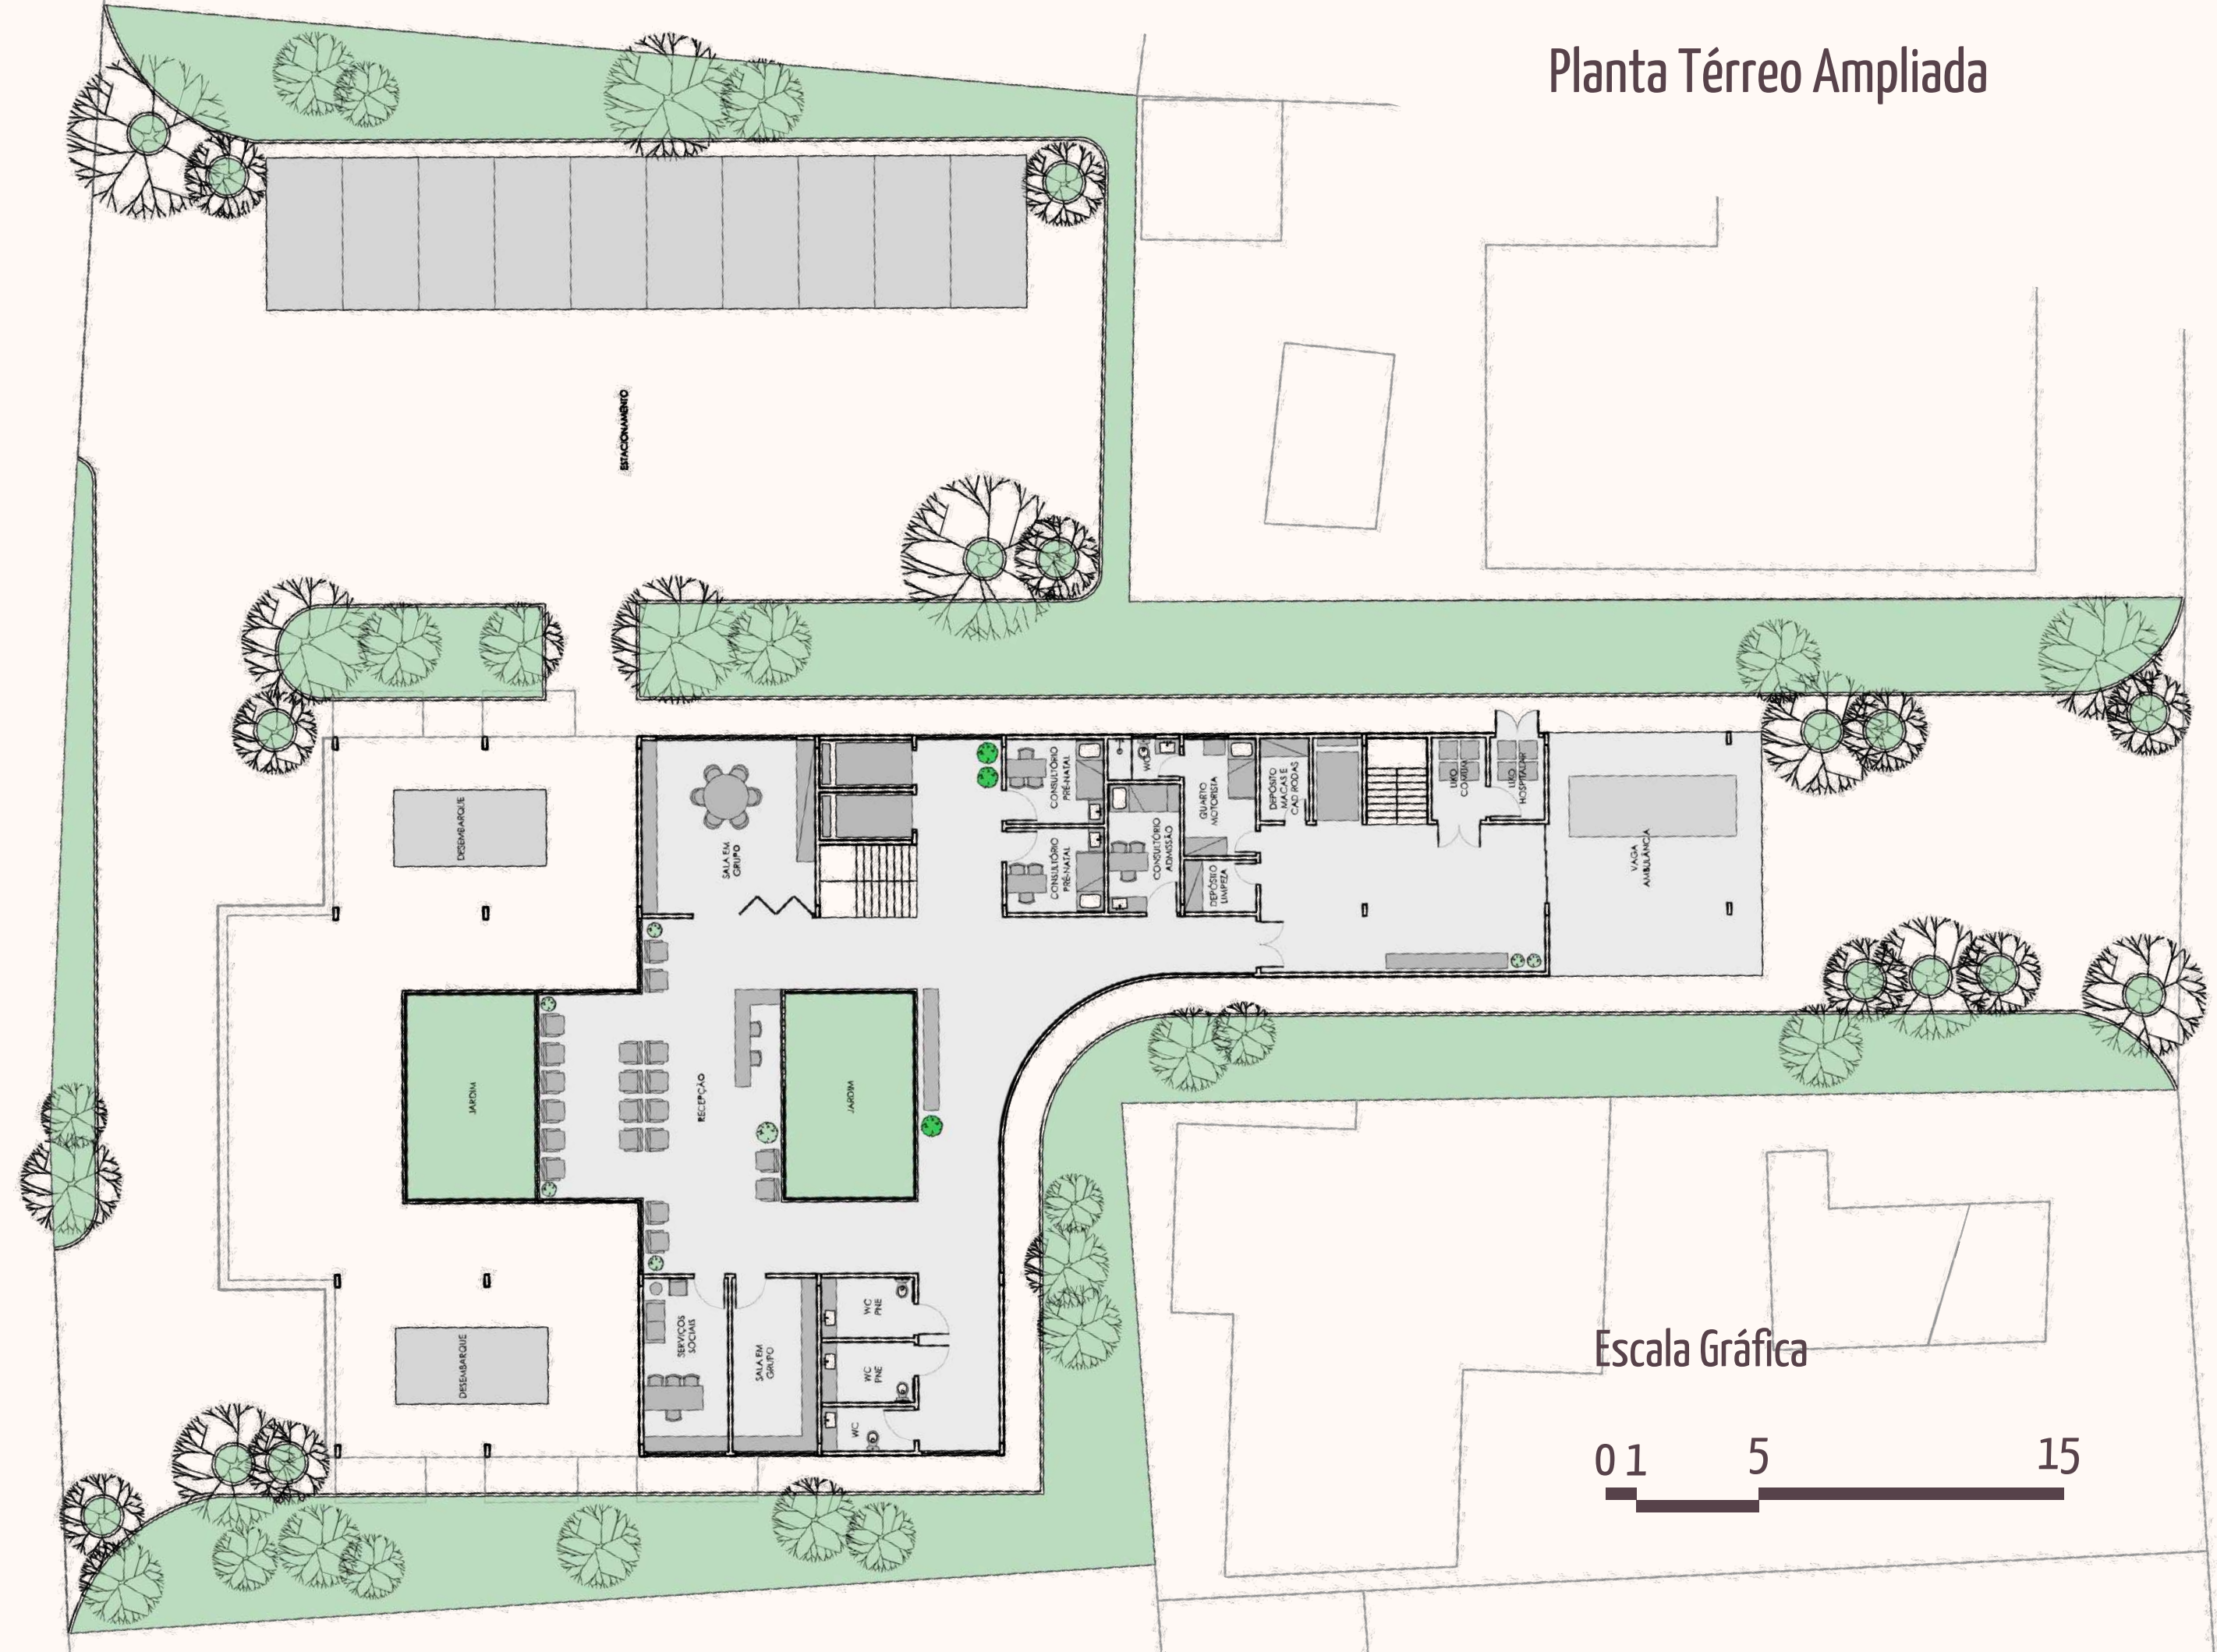 Planta Térreo Ampliada
ESTACIONAMENTO
DESEMBARQUE
SALA EM
GRUPO
CONSULTÓRIO
PRÉ-NATAL
CONSULTÓRIO
PRÉ-NATAL
WC
CONSULTÓRIO
ADMISSÃO
QUARTO
MOTORISTA
DEPÓSITO
LIMPEZA
DEPÓSITO
MACAS E
CAD RODAS
LIXO
COMUM
LIXO
HOSPITALAR
VAGA
AMBULÂNCIA
JARDIM
RECEPÇÃO
JARDIM
DESEMBARQUE
SERVIÇOS
SOCIAIS
SALA EM
GRUPO
WC
PNE
WC
PNE
WC
Escala Gráfica
0 1 5 15